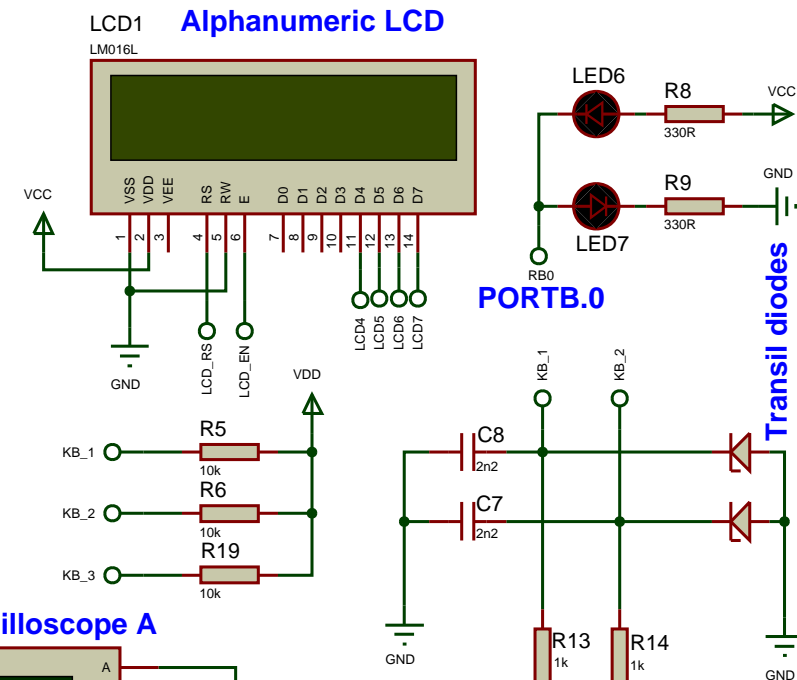 LCD1
Alphanumeric LCD
LM016L
VSS
VDD
VEE
RS
RW
E
D0
D1
D2
D3
D4
D5
D6
D7
1
2
3
4
5
6
7
8
9
10
11
12
13
14
VCC
GND
LCD_RS
LCD_EN
LCD4
LCD5
LCD6
LCD7
LED6
R8
330R
VCC
R9
330R
GND
LED7
RB0
PORTB.0
Transil diodes
VDD
KB_1
R5
10k
KB_2
R6
10k
KB_3
R19
10k
KB_1
KB_2
C8
2n2
C7
2n2
GND
R13
1k
R14
1k
GND
illoscope A
A